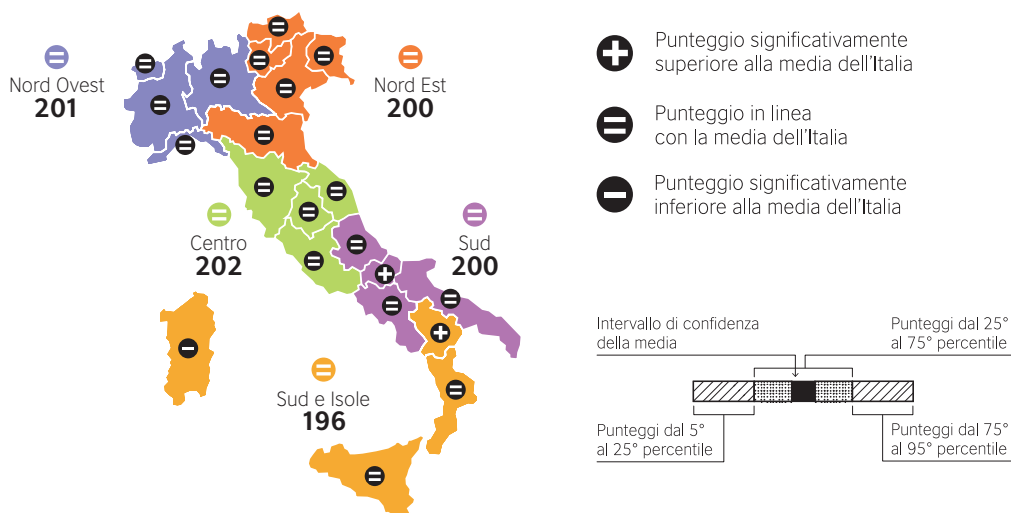 Nord Ovest
201
Nord Est
200
Centro
202
Sud
200
Sud e Isole
196
Punteggio significativamente
superiore alla media dell'Italia
Punteggio in linea
con la media dell'Italia
Punteggio significativamente
inferiore alla media dell'Italia
Intervallo di confidenza
della media
Punteggi dal 25°
al 75° percentile
Punteggi dal 5°
al 25° percentile
Punteggi dal 75°
al 95° percentile